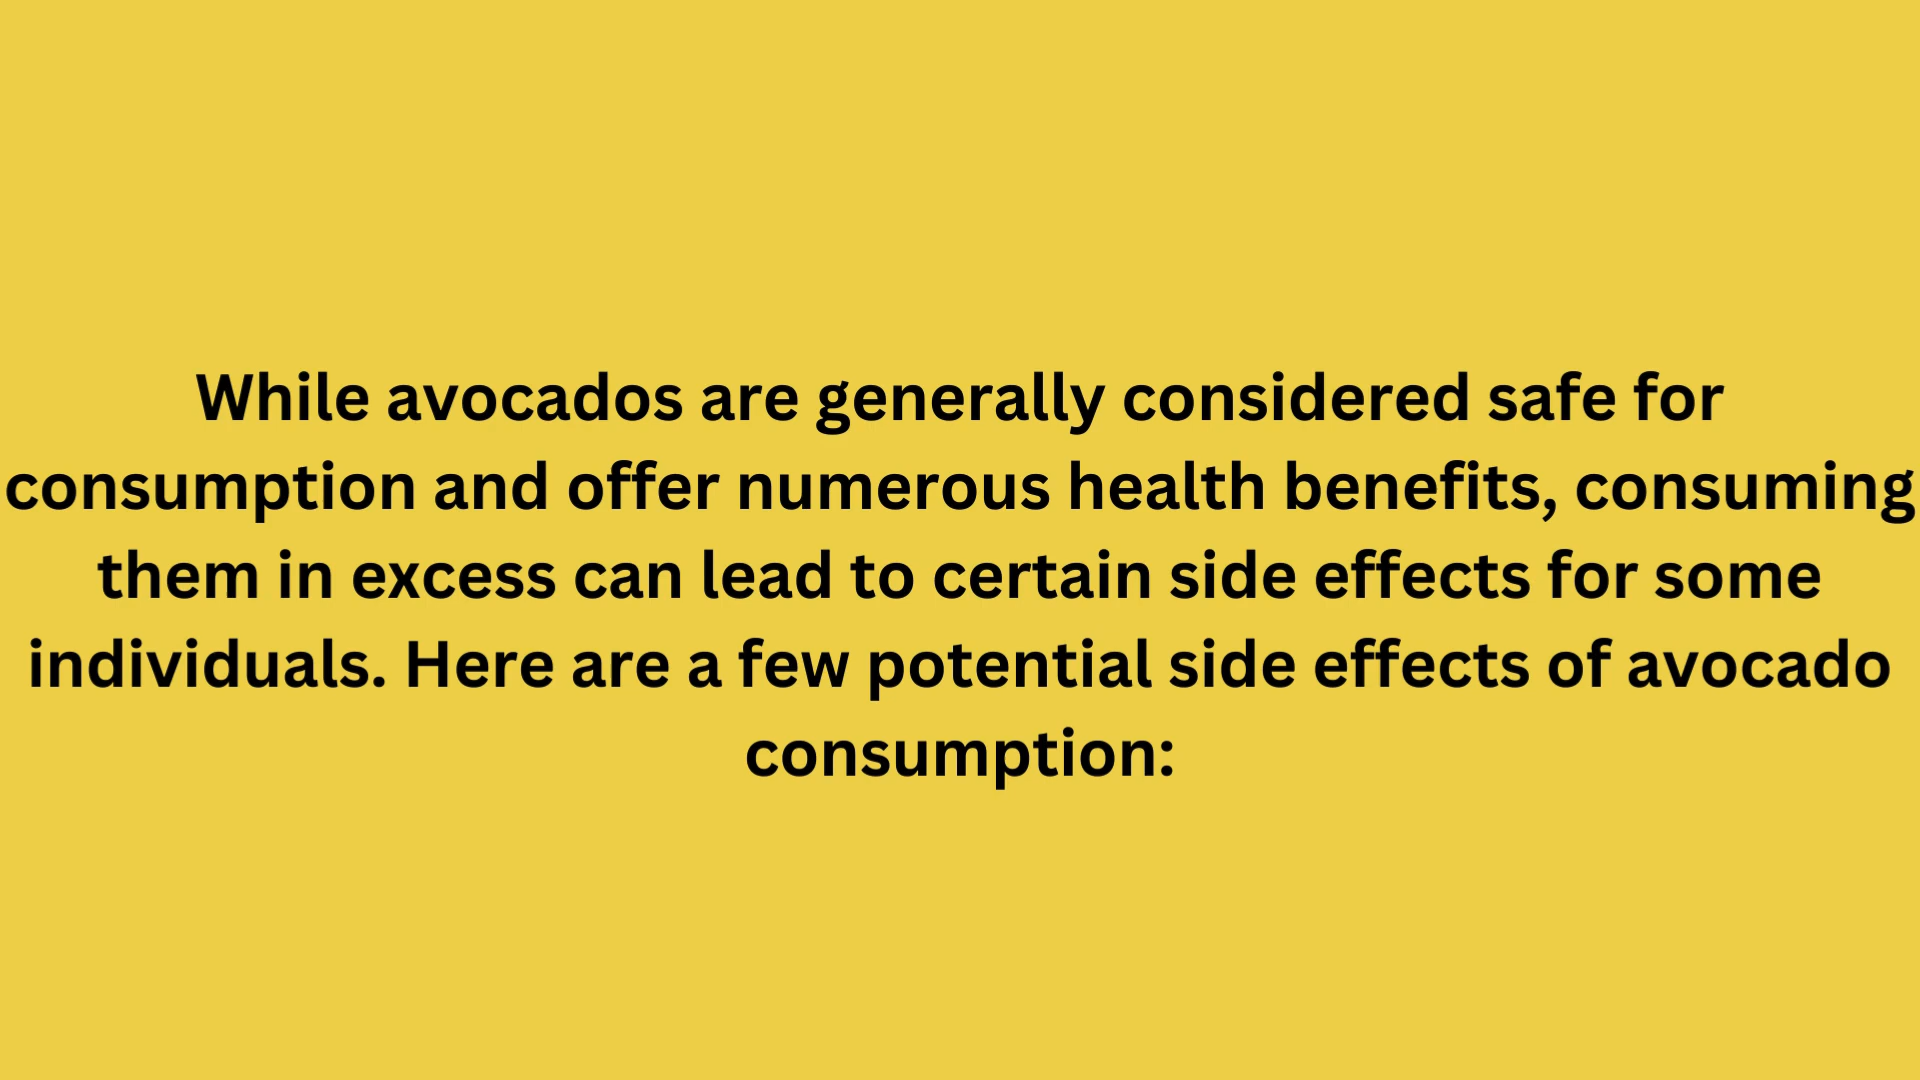 While avocados are generally considered safe for
consumption and offer numerous health benefits, consuming
them in excess can lead to certain side effects for some
individuals. Here are a few potential side effects of avocado
consumption: